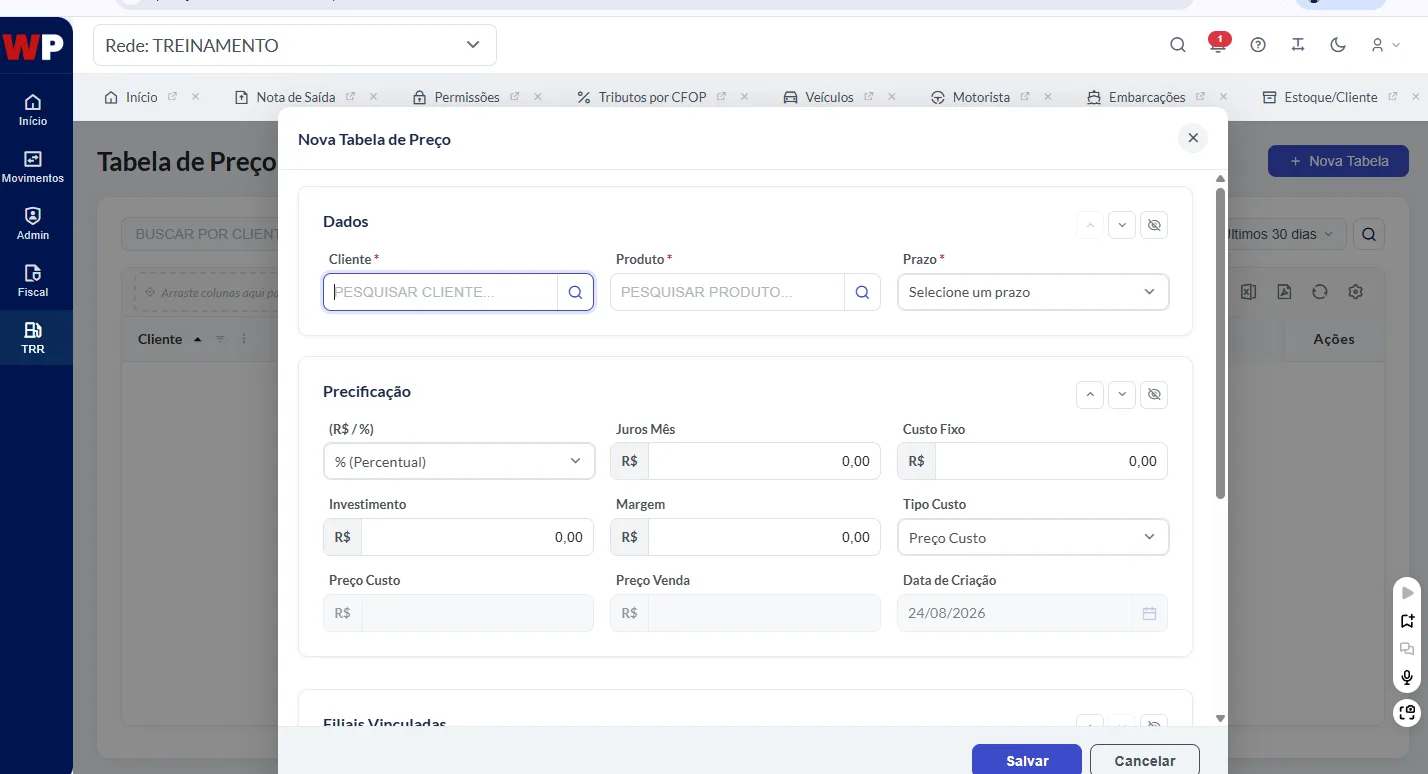 WP
Rede: TREINAMENTO
1
Início
Nota de Saída
Permissões
Tributos por CFOP
Veículos
Motorista
Embarcações
Estoque/Cliente
Início
Movimentos
Admin
Fiscal
TRR
Tabela de Preço
+ Nova Tabela
BUSCAR POR CLIENT
últimos 30 dias
Arraste colunas aqui pa
Cliente
Ações
Nova Tabela de Preço
Dados
Cliente*
Produto*
Prazo*
PESQUISAR CLIENTE...
PESQUISAR PRODUTO...
Selecione um prazo
Precificação
(R$ / %)
Juros Mês
Custo Fixo
% (Percentual)
R$ 0,00
R$ 0,00
Investimento
Margem
Tipo Custo
R$ 0,00
R$ 0,00
Preço Custo
Preço Custo
Preço Venda
Data de Criação
R$
R$
24/08/2026
Filiais Vinculadas
Salvar
Cancelar